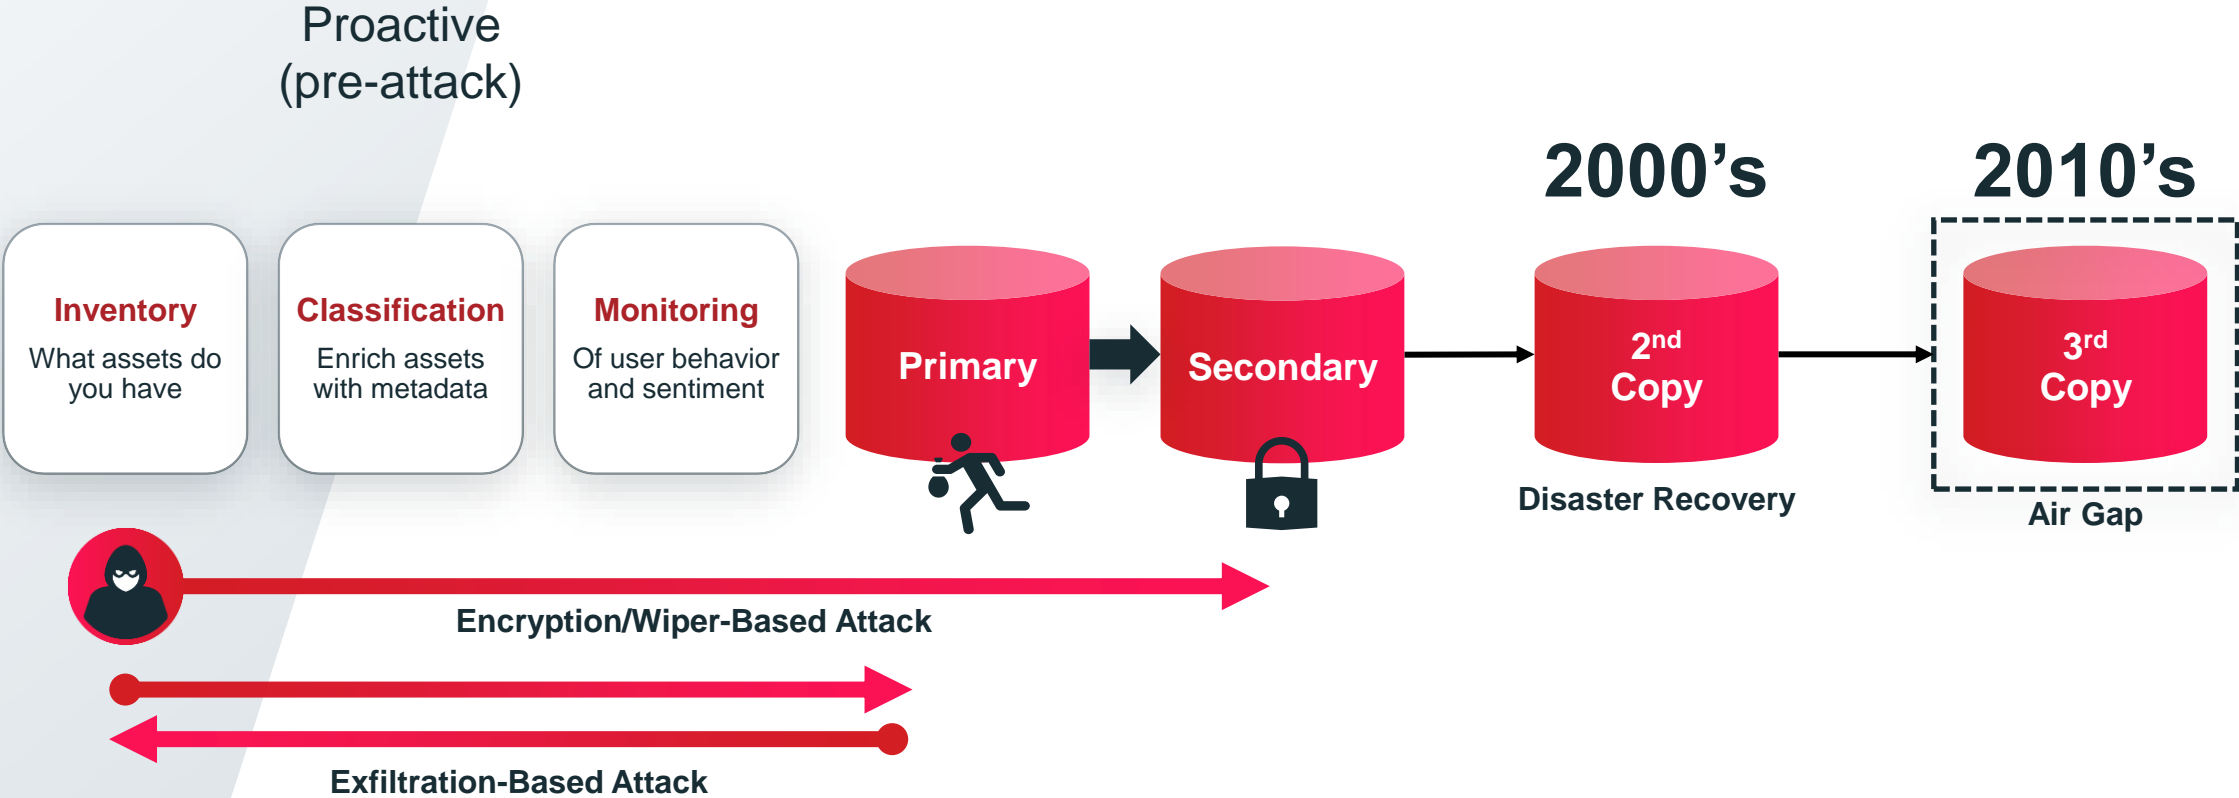 Proactive
(pre-attack)
2000’s
2010’s
Inventory
What assets do
you have
Classification
Enrich assets
with metadata
Monitoring
Of user behavior
and sentiment
Primary
Secondary
2nd
Copy
3rd
Copy
Disaster Recovery
Air Gap
Encryption/Wiper-Based Attack
Exfiltration-Based Attack